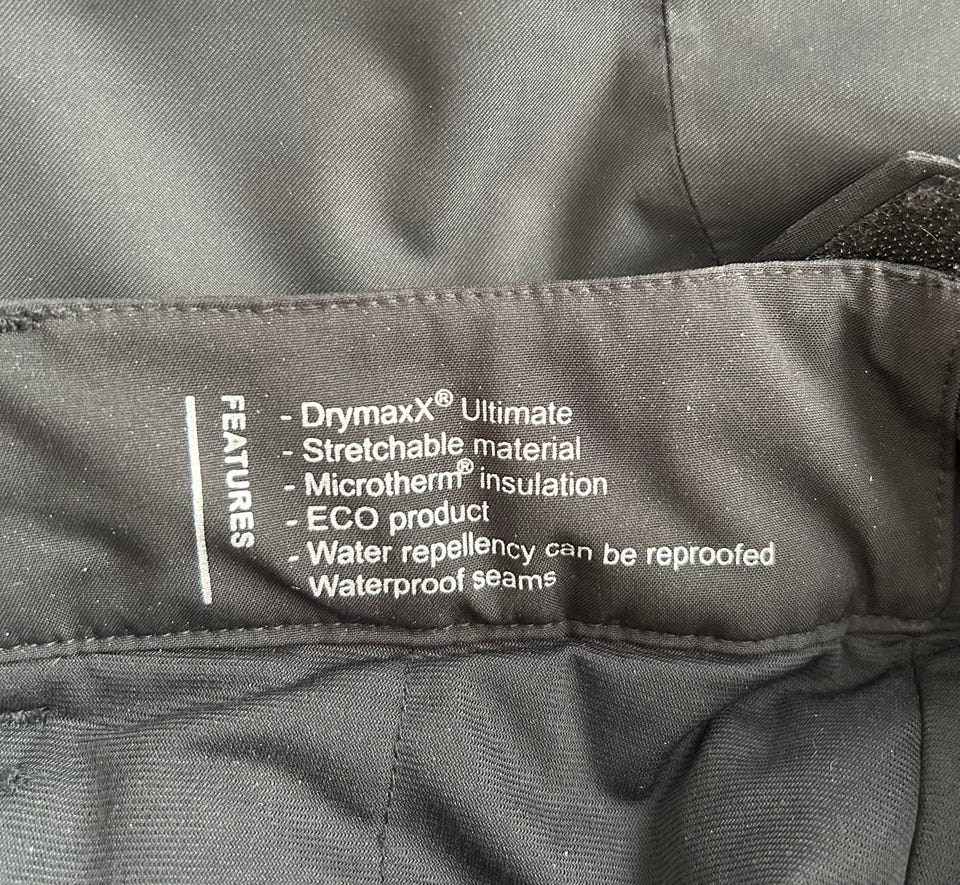 FEATURES
- DrymaxX® Ultimate
- Stretchable material
- Microtherm® insulation
- ECO product
- Water repellency can be reproofed
- Waterproof seams